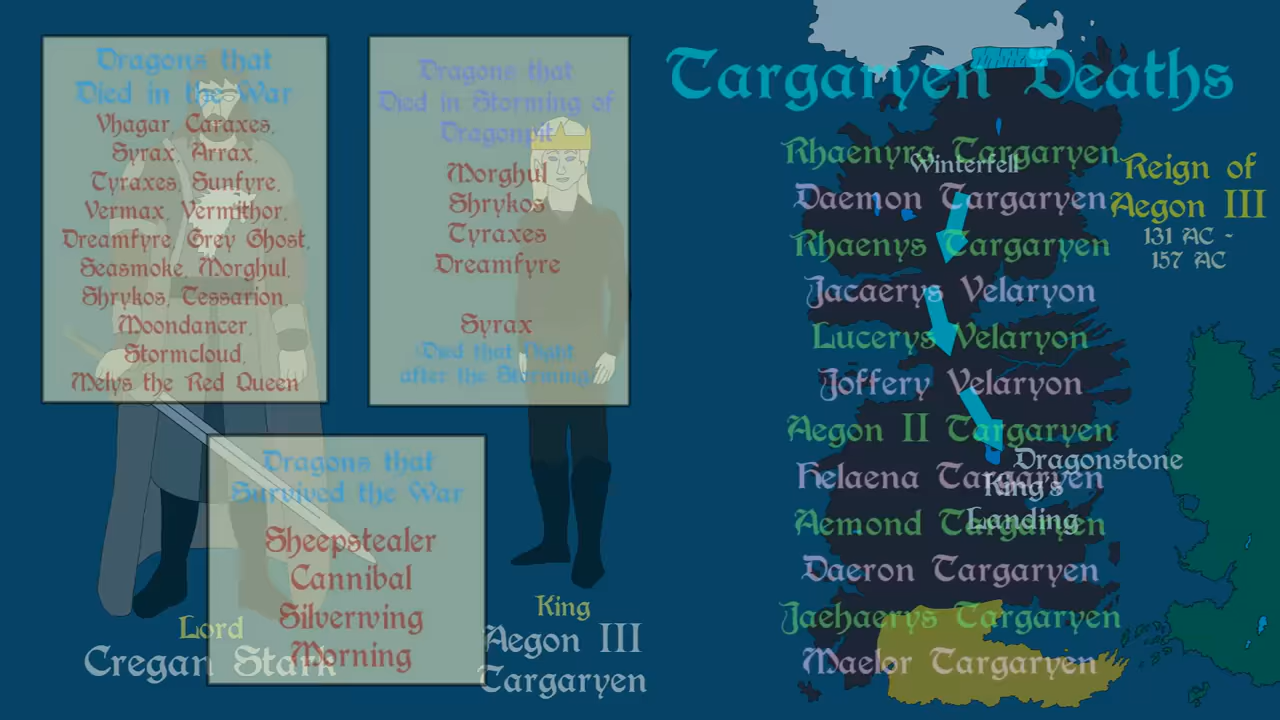 Dragons that
Died in the War
Vhagar, Caraxes,
Syrax, Arrax,
Tyraxes, Sunfyre,
Vermax, Vermithor,
Dreamfyre, Grey Ghost,
Seasmoke, Morghul,
Shrykos, Tessarion,
Moondancer,
Stormcloud,
Melys the Red Queen
Dragons that
Died in Storming of
Dragonpit
Morghul
Shrykos
Tyraxes
Dreamfyre
Syrax
Died that Night
after the Storming
Dragons that
Survived the War
Sheepstealer
Cannibal
Silverwing
Morning
Lord
Cregan Stark
King
Aegon III
Targaryen
Targaryen Deaths
Rhaenyra Targaryen
Daemon Targaryen
Rhaenys Targaryen
Jacaerys Velaryon
Lucerys Velaryon
Joffery Velaryon
Aegon II Targaryen
Helaena Targaryen
Aemond Targaryen
Daeron Targaryen
Jaehaerys Targaryen
Maelor Targaryen
Winterfell
Dragonstone
King's
Landing
Reign of
Aegon III
131 AC -
157 AC